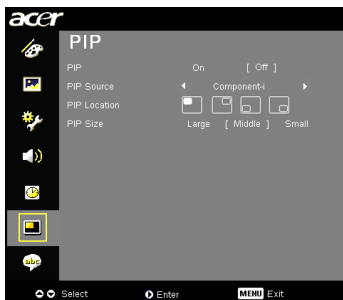 acer
PIP
PIP On [ Off ]
PIP Source Component-i
PIP Location
PIP Size Large [ Middle ] Small
abc
Select Enter MENU Exit